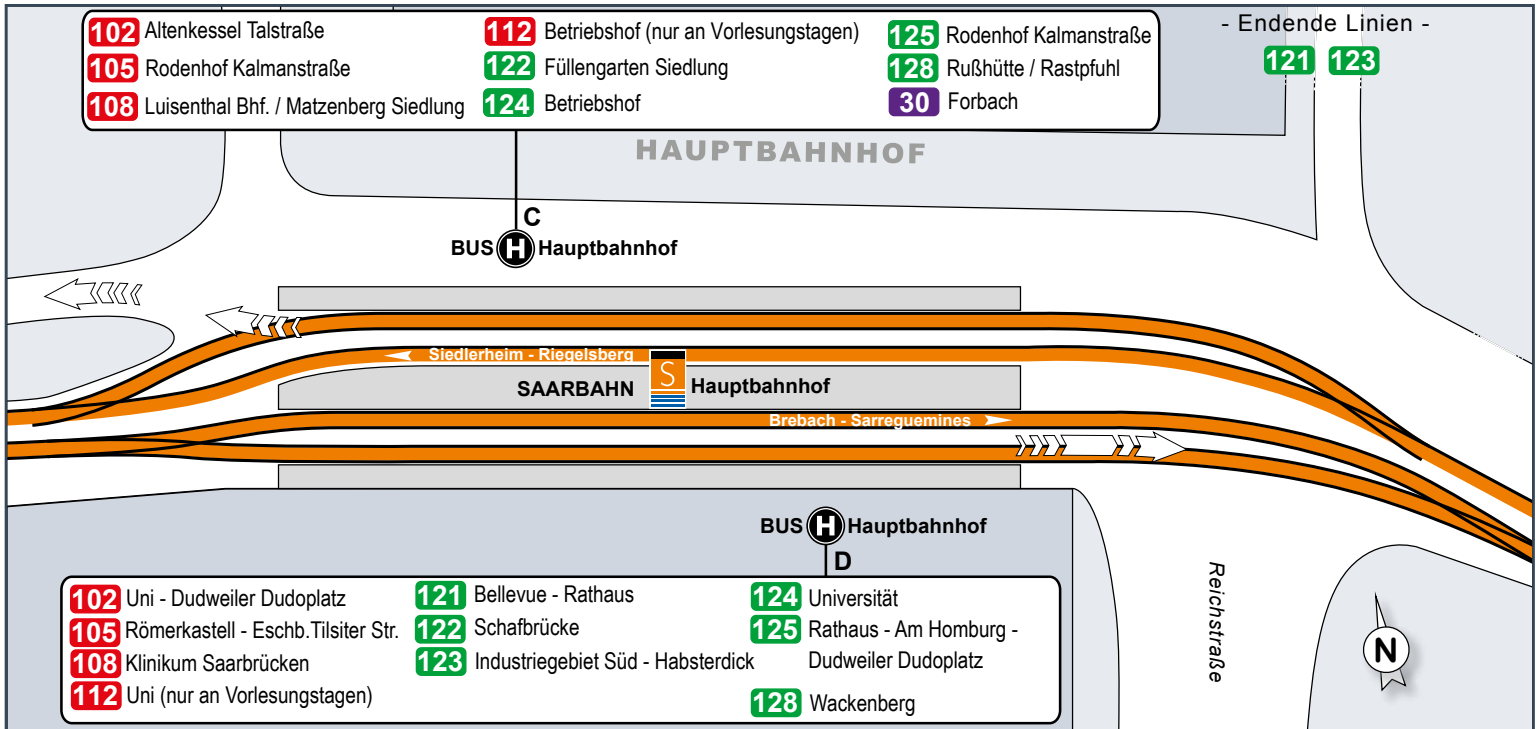 102 Altenkessel Talstraße
105 Rodenhof Kalmanstraße
108 Luisenthal Bhf. / Matzenberg Siedlung
112 Betriebshof (nur an Vorlesungstagen)
122 Füllengarten Siedlung
124 Betriebshof
125 Rodenhof Kalmanstraße
128 Rußhütte / Rastpfuhl
30 Forbach
- Endende Linien -
121 123
HAUPTBAHNHOF
C
BUS H Hauptbahnhof
Siedlerheim - Riegelsberg
SAARBAHN S Hauptbahnhof
Brebach - Sarreguemines
BUS H Hauptbahnhof
D
102 Uni - Dudweiler Dudoplatz
105 Römerkastell - Eschb.Tilsiter Str.
108 Klinikum Saarbrücken
112 Uni (nur an Vorlesungstagen)
121 Bellevue - Rathaus
122 Schafbrücke
123 Industriegebiet Süd - Habsterdick
124 Universität
125 Rathaus - Am Homburg -
Dudweiler Dudoplatz
128 Wackenberg
Reichstraße
N